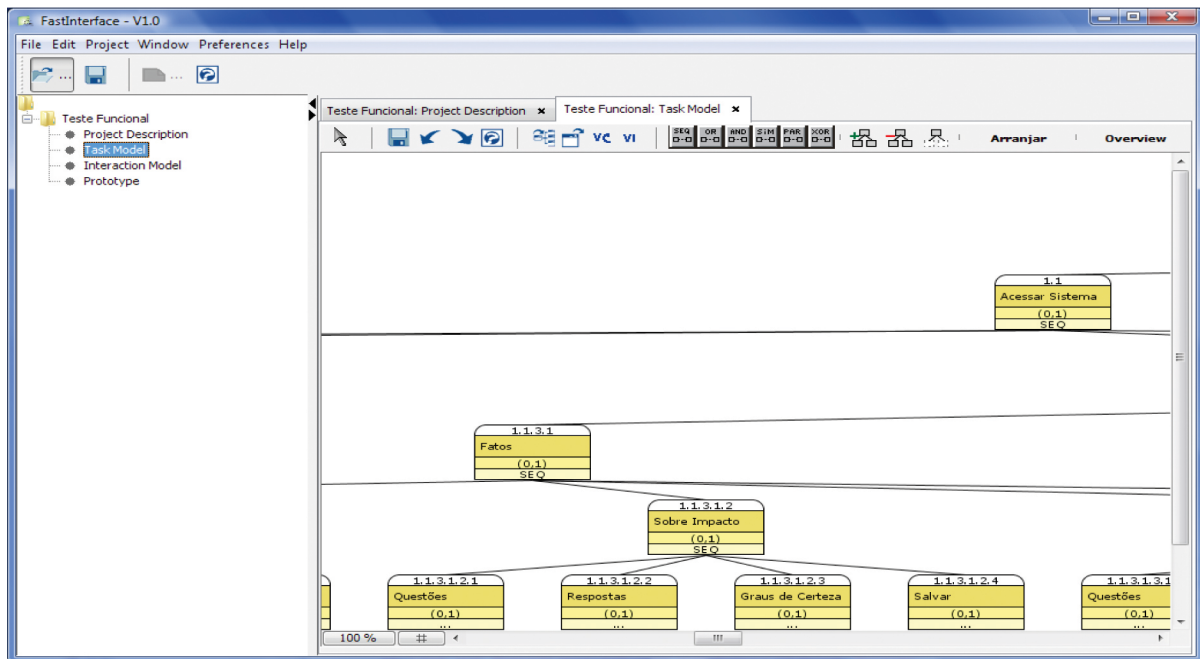 FastInterface - V1.0
File Edit Project Window Preferences Help
... ...
Teste Funcional
Project Description
Task Model
Interaction Model
Prototype
Teste Funcional: Project Description × Teste Funcional: Task Model ×
VC VI SEQ OR AND SIM PAR XOR Arranjar Overview
1.1
Acessar Sistema
(0,1)
SEQ
1.1.3.1
Fatos
(0,1)
SEQ
1.1.3.1.2
Sobre Impacto
(0,1)
SEQ
1.1.3.1.2.1 1.1.3.1.2.2 1.1.3.1.2.3 1.1.3.1.2.4 1.1.3.1.3.1
Questões Respostas Graus de Certeza Salvar Questões
(0,1) (0,1) (0,1) (0,1) (0,1)
... ... ... ... ...
100 % #